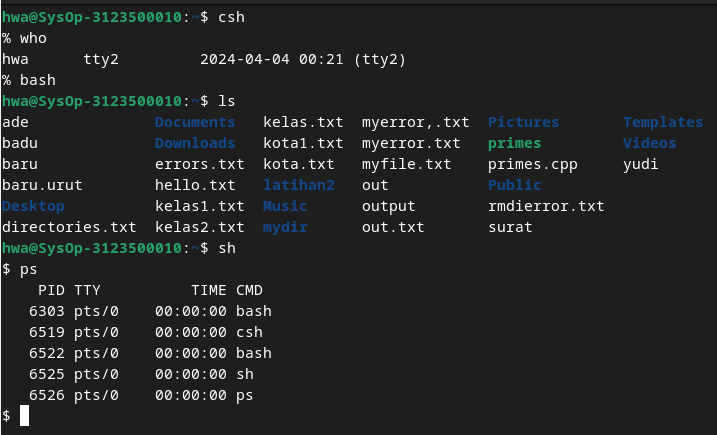 hwa@SysOp-3123500010:~$ csh
% who
hwa      tty2         2024-04-04 00:21 (tty2)
% bash
hwa@SysOp-3123500010:~$ ls
ade              Documents   kelas.txt  myerror,.txt  Pictures      Templates
badu             Downloads   kota1.txt  myerror.txt   primes        Videos
baru             errors.txt  kota.txt   myfile.txt    primes.cpp    yudi
baru.urut        hello.txt   latihan2   out           Public
Desktop          kelas1.txt  Music      output        rmdierror.txt
directories.txt  kelas2.txt  mydir      out.txt       surat
hwa@SysOp-3123500010:~$ sh
$ ps
    PID TTY          TIME CMD
   6303 pts/0    00:00:00 bash
   6519 pts/0    00:00:00 csh
   6522 pts/0    00:00:00 bash
   6525 pts/0    00:00:00 sh
   6526 pts/0    00:00:00 ps
$